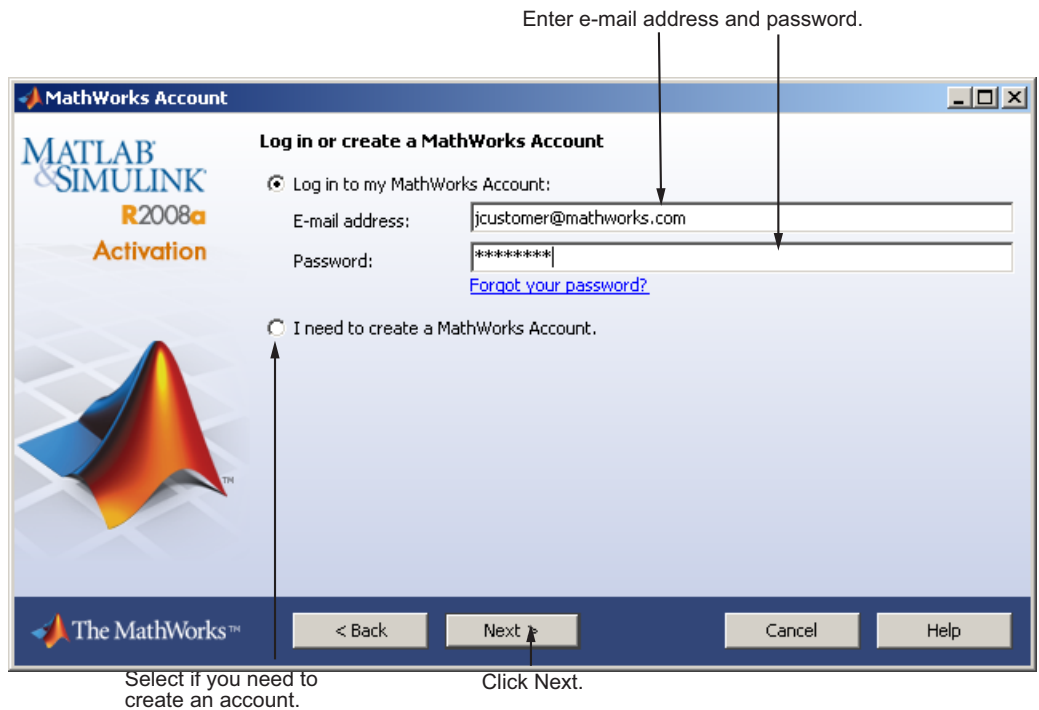 Enter e-mail address and password.
MathWorks Account
MATLAB®
&SIMULINK®
R2008a
Activation
Log in or create a MathWorks Account
Log in to my MathWorks Account:
E-mail address:
jcustomer@mathworks.com
Password:
********
Forgot your password?
I need to create a MathWorks Account.
TM
The MathWorks™
< Back
Next >
Cancel
Help
Select if you need to
create an account.
Click Next.